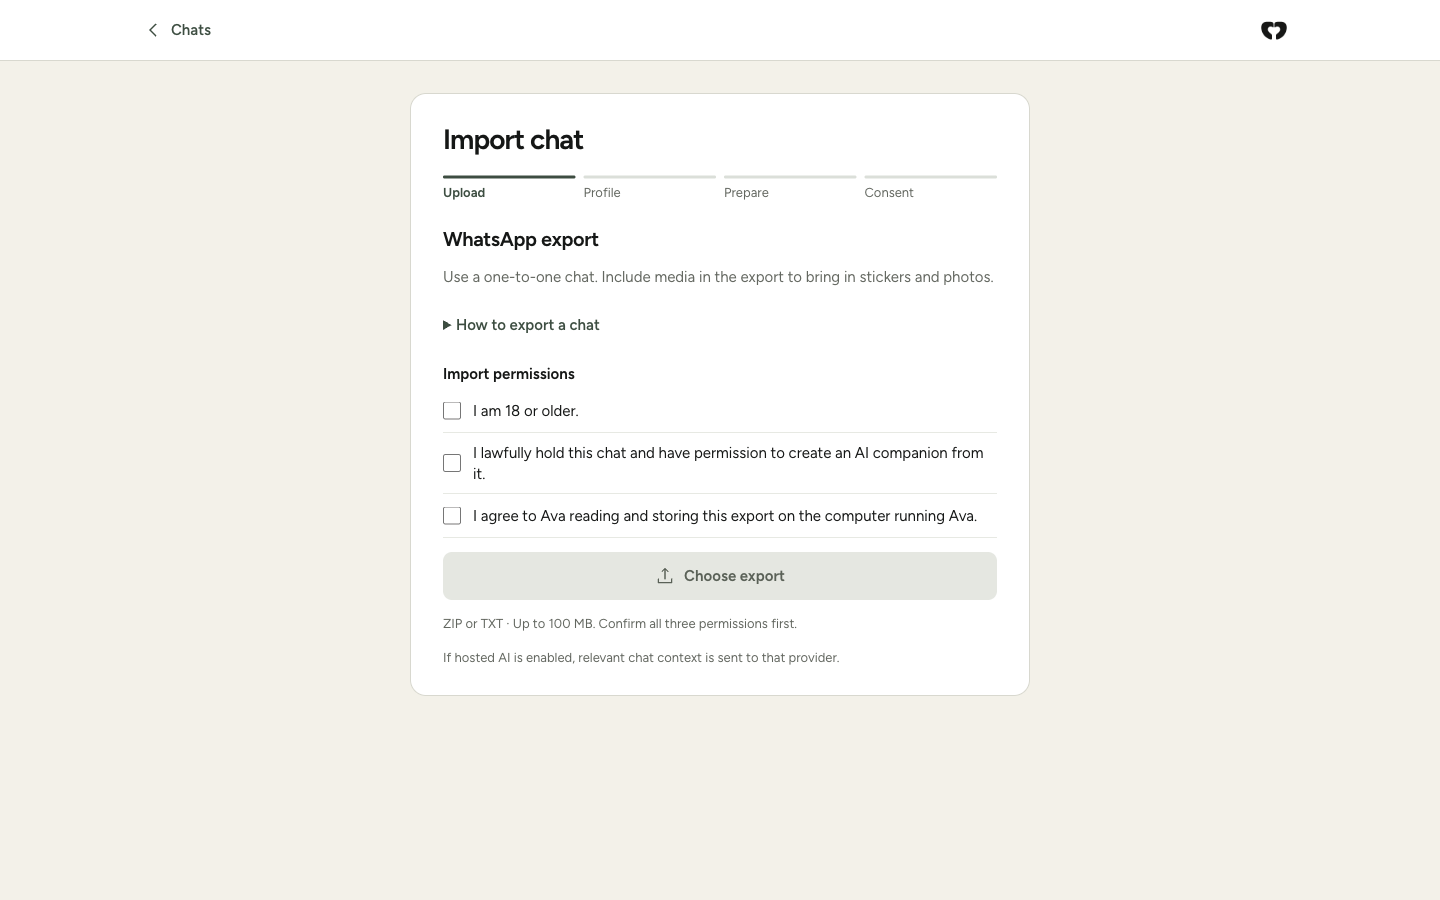 Chats
Import chat
Upload
Profile
Prepare
Consent
WhatsApp export
Use a one-to-one chat. Include media in the export to bring in stickers and photos.
How to export a chat
Import permissions
I am 18 or older.
I lawfully hold this chat and have permission to create an AI companion from
it.
I agree to Ava reading and storing this export on the computer running Ava.
Choose export
ZIP or TXT · Up to 100 MB. Confirm all three permissions first.
If hosted AI is enabled, relevant chat context is sent to that provider.